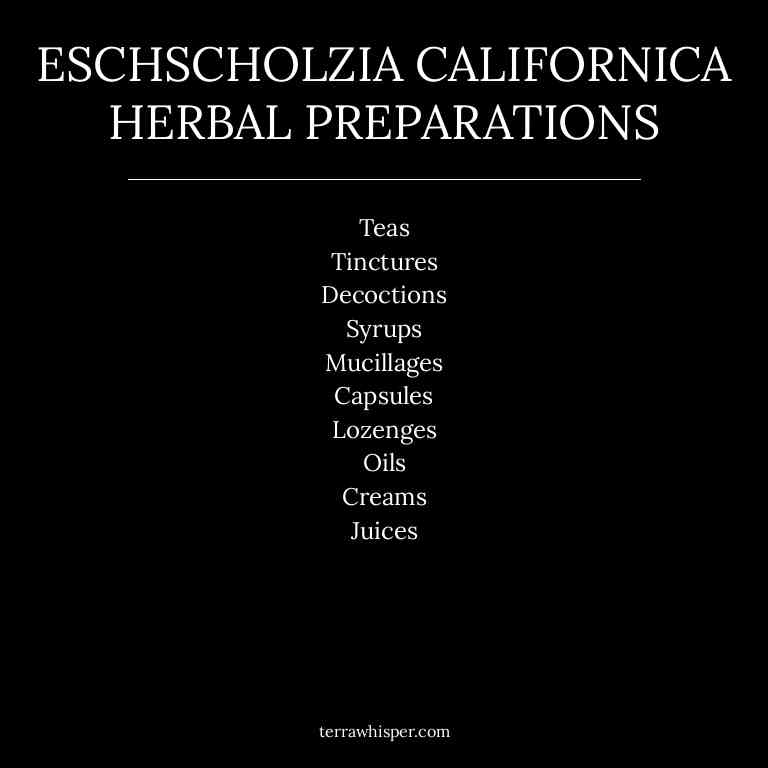 ESCHSCHOLZIA CALIFORNICA
HERBAL PREPARATIONS
Teas
Tinctures
Decoctions
Syrups
Mucillages
Capsules
Lozenges
Oils
Creams
Juices
terrawhisper.com